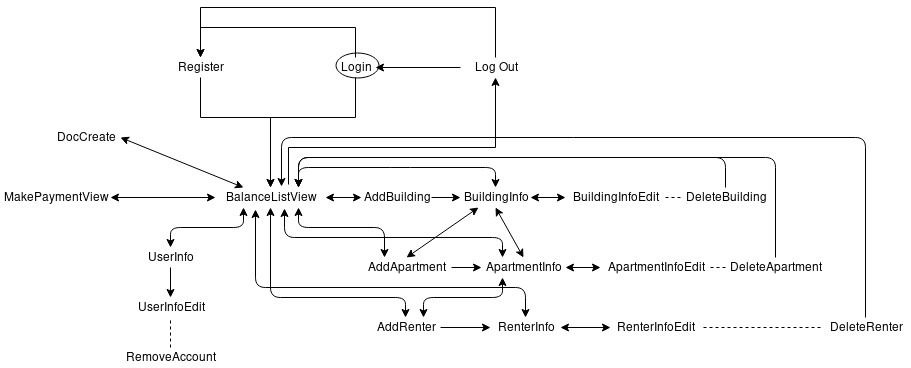 Register
Login
Log Out
DocCreate
MakePaymentView
BalanceListView
AddBuilding
BuildingInfo
BuildingInfoEdit
DeleteBuilding
UserInfo
AddApartment
ApartmentInfo
ApartmentInfoEdit
DeleteApartment
UserInfoEdit
AddRenter
RenterInfo
RenterInfoEdit
DeleteRenter
RemoveAccount